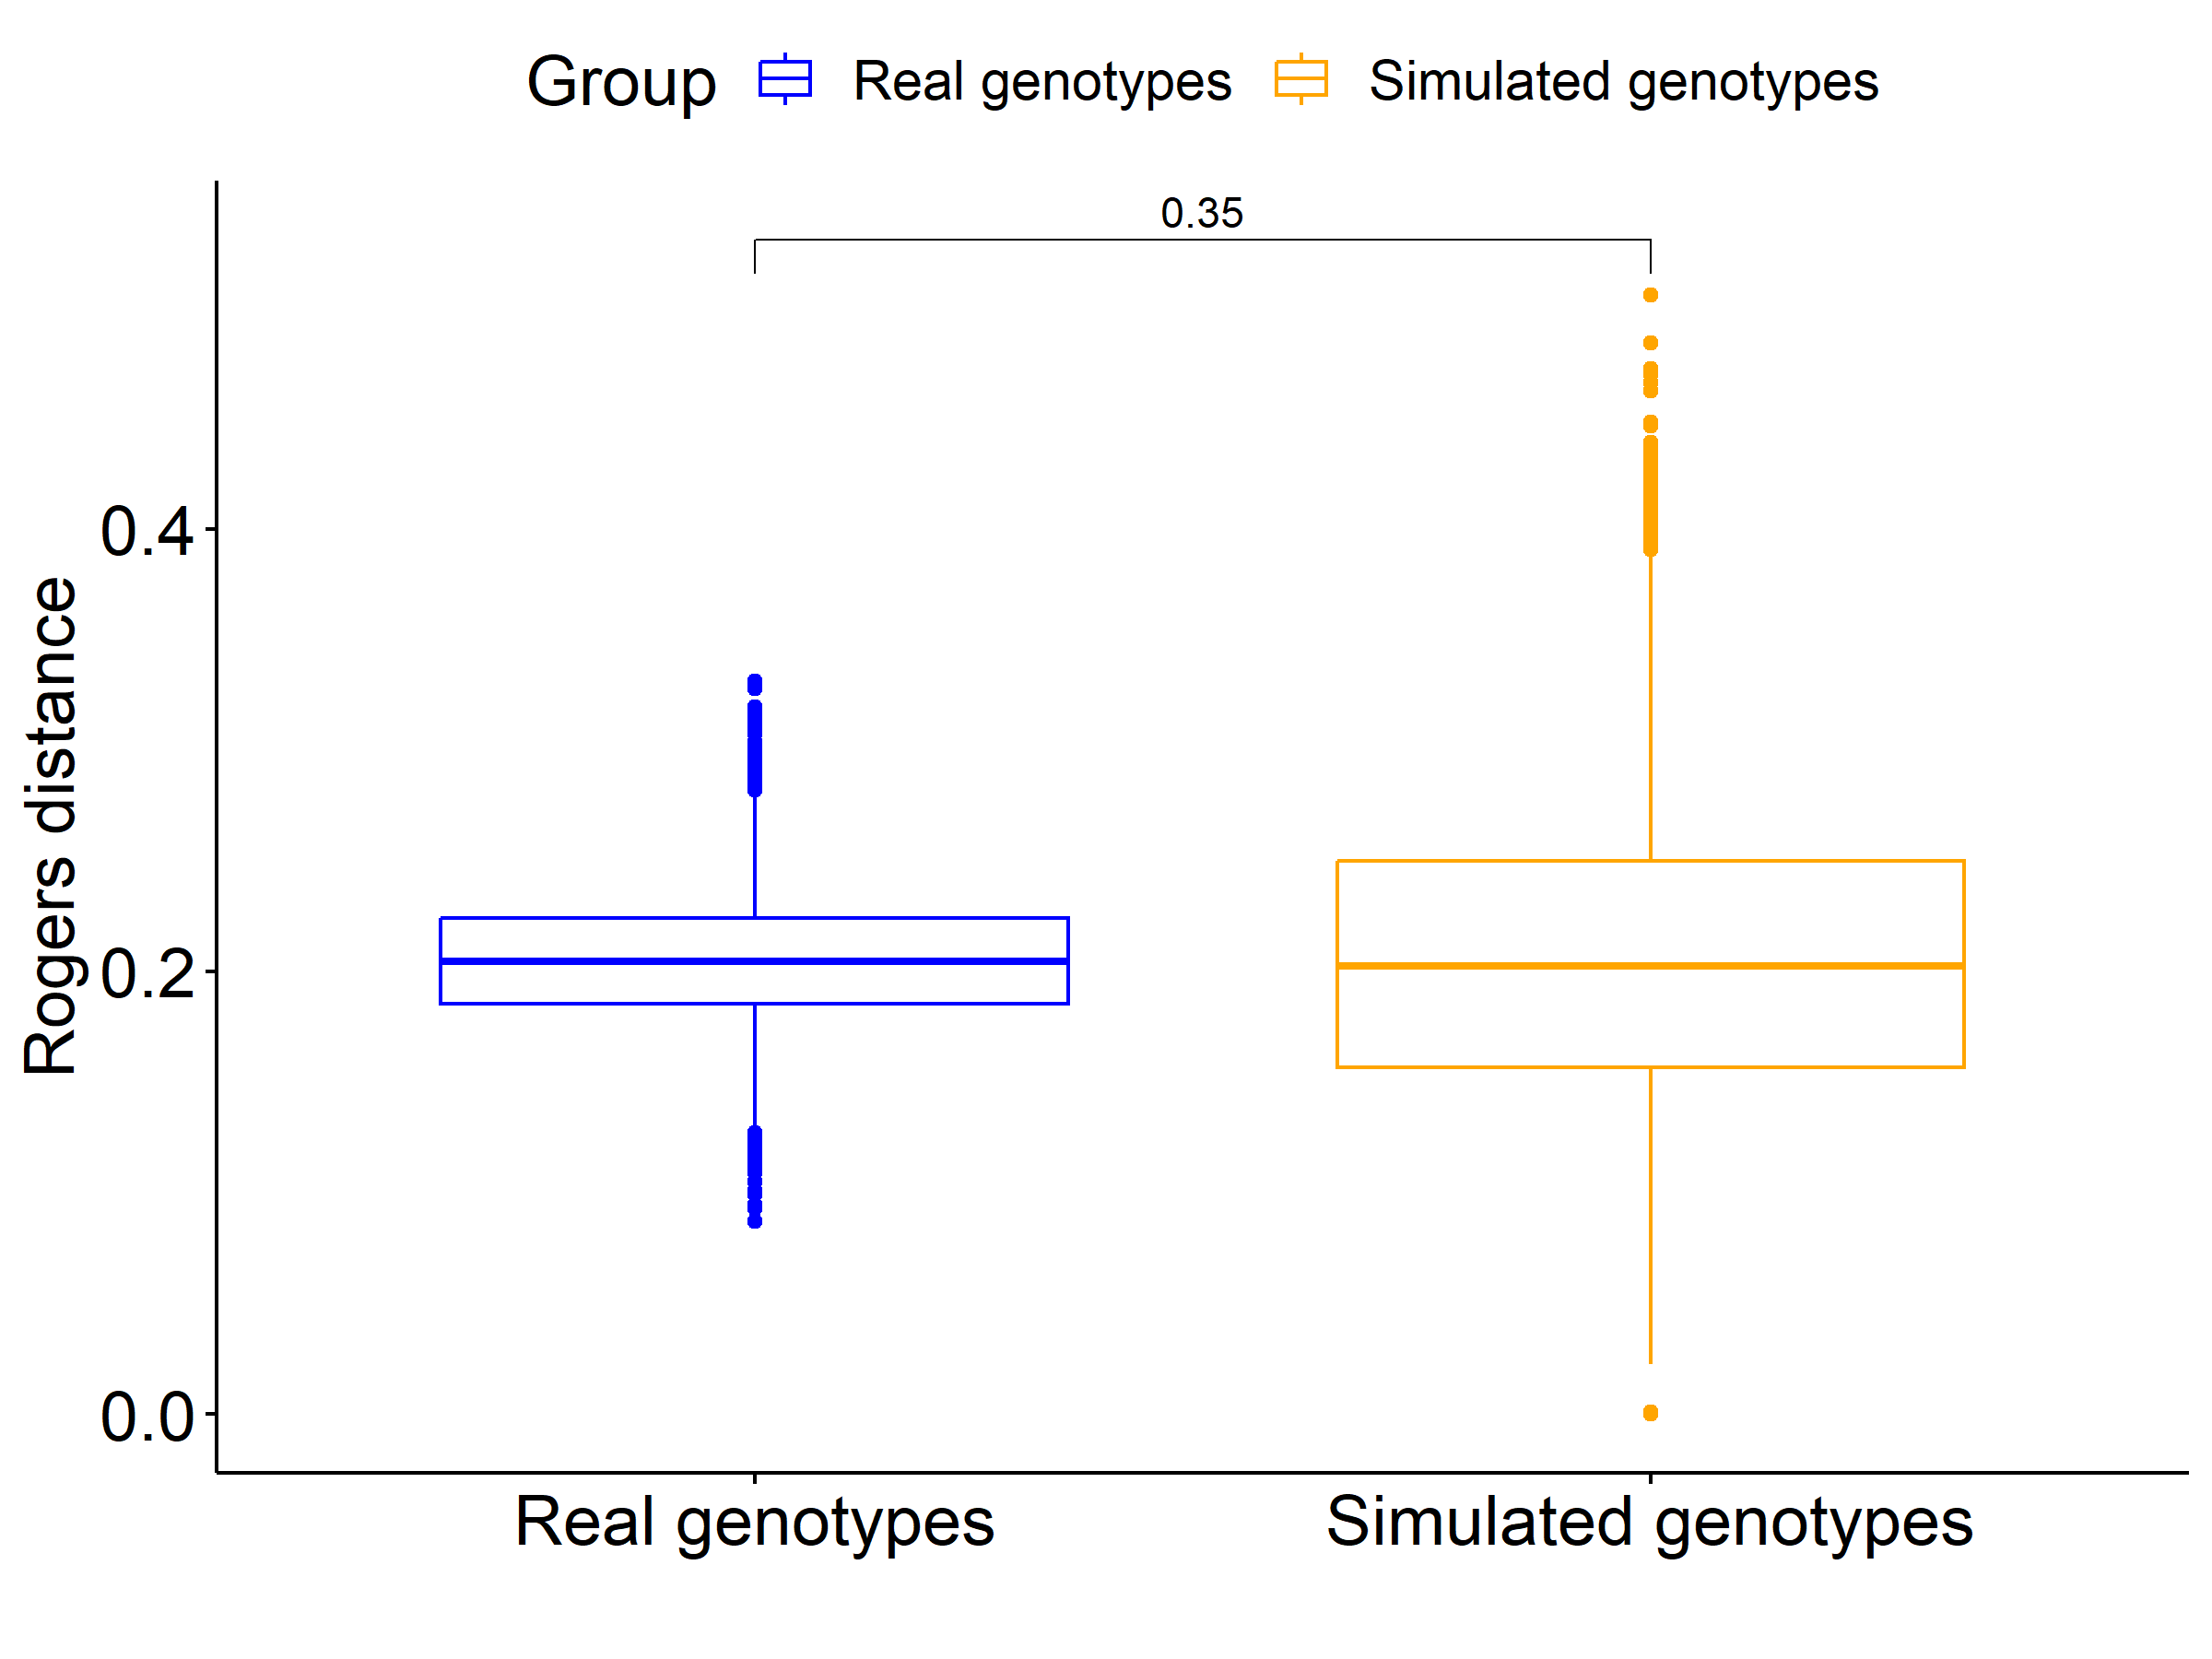 Group Real genotypes Simulated genotypes
0.35
Rogers distance
0.4
0.2
0.0
Real genotypes Simulated genotypes